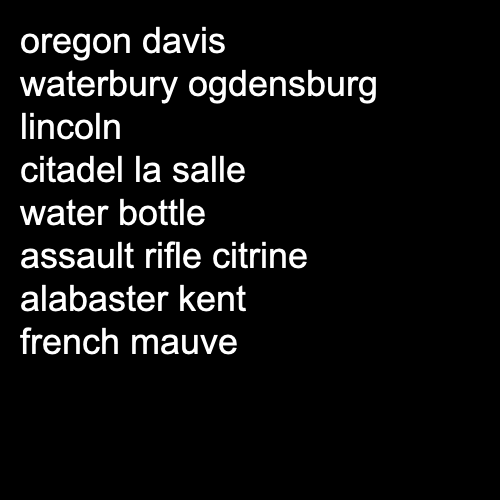 oregon davis
waterbury ogdensburg
lincoln
citadel la salle
water bottle
assault rifle citrine
alabaster kent
french mauve